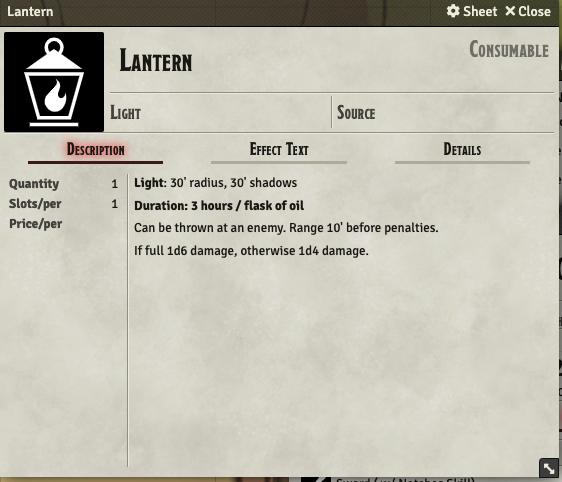 Lantern
Sheet Close
Lantern
Consumable
Light
Source
Description
Effect Text
Details
Quantity 1
Slots/per 1
Price/per
Light: 30' radius, 30' shadows
Duration: 3 hours / flask of oil
Can be thrown at an enemy. Range 10' before penalties.
If full 1d6 damage, otherwise 1d4 damage.